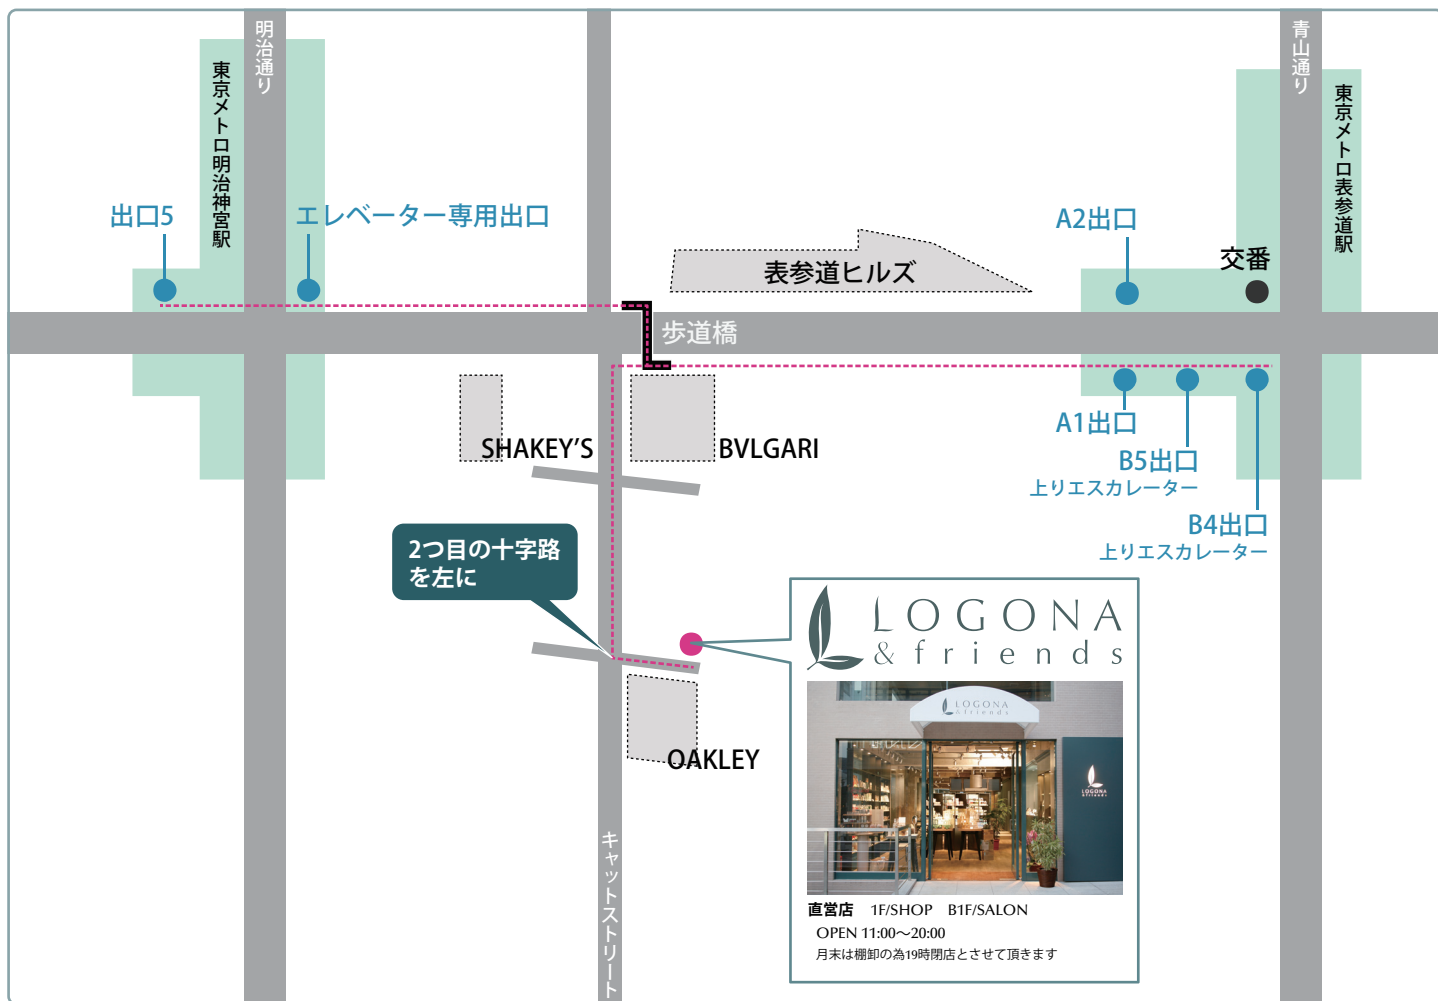 明治通り
東京メトロ明治神宮駅
出口5
エレベーター専用出口
表参道ヒルズ
歩道橋
A2出口
交番
青山通り
東京メトロ表参道駅
A1出口
B5出口
上りエスカレーター
B4出口
上りエスカレーター
SHAKEY'S
BVLGARI
2つ目の十字路
を左に
OAKLEY
キャットストリート
LOGONA
& friends
LOGONA
& friends
LOGONA
& friends
直営店 1F/SHOP B1F/SALON
OPEN 11:00〜20:00
月末は棚卸の為19時閉店とさせて頂きます